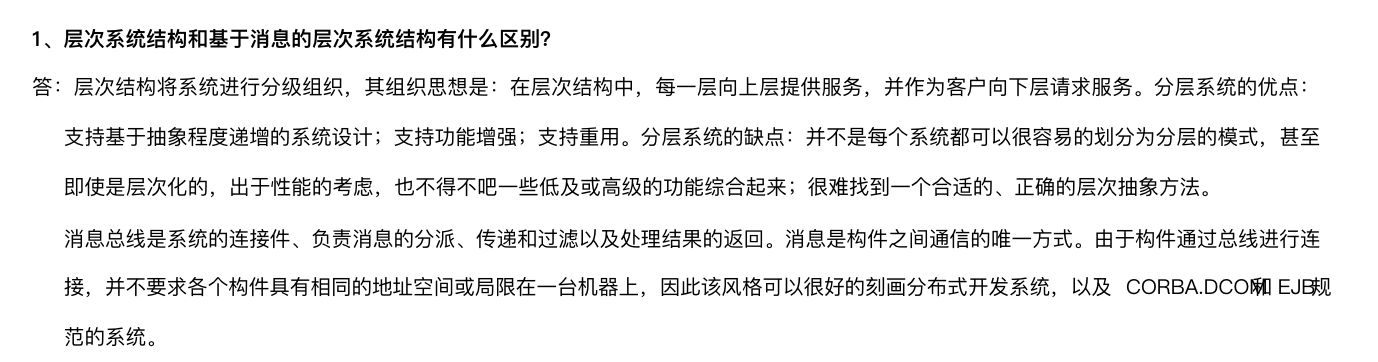 1、层次系统结构和基于消息的层次系统结构有什么区别？
答：层次结构将系统进行分级组织，其组织思想是：在层次结构中，每一层向上层提供服务，并作为客户向下层请求服务。分层系统的优点：
支持基于抽象程度递增的系统设计；支持功能增强；支持重用。分层系统的缺点：并不是每个系统都可以很容易的划分为分层的模式，甚至
即使是层次化的，出于性能的考虑，也不得不吧一些低及或高级的功能综合起来；很难找到一个合适的、正确的层次抽象方法。
消息总线是系统的连接件、负责消息的分派、传递和过滤以及处理结果的返回。消息是构件之间通信的唯一方式。由于构件通过总线进行连
接，并不要求各个构件具有相同的地址空间或局限在一台机器上，因此该风格可以很好的刻画分布式开发系统，以及 CORBA.DCOM和 EJB规
范的系统。